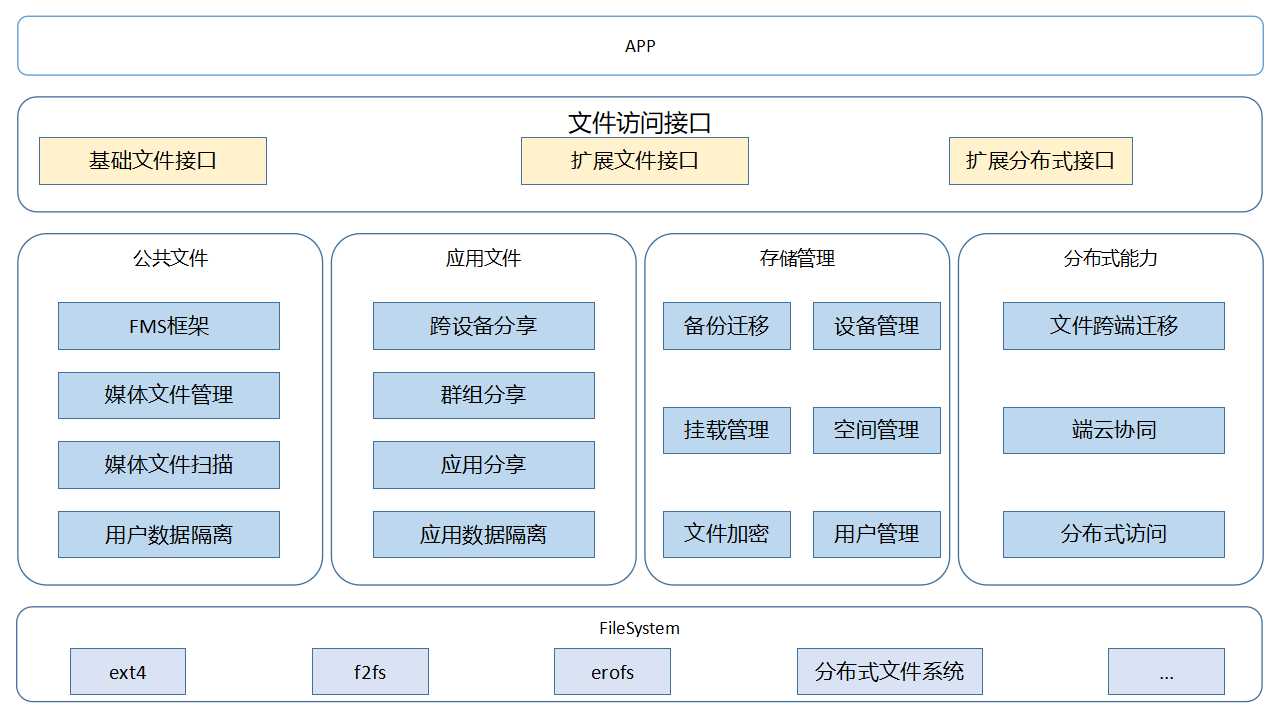 APP
文件访问接口
基础文件接口
扩展文件接口
扩展分布式接口
公共文件
FMS框架
媒体文件管理
媒体文件扫描
用户数据隔离
应用文件
跨设备分享
群组分享
应用分享
应用数据隔离
存储管理
备份迁移
设备管理
挂载管理
空间管理
文件加密
用户管理
分布式能力
文件跨端迁移
端云协同
分布式访问
FileSystem
ext4
f2fs
erofs
分布式文件系统
...